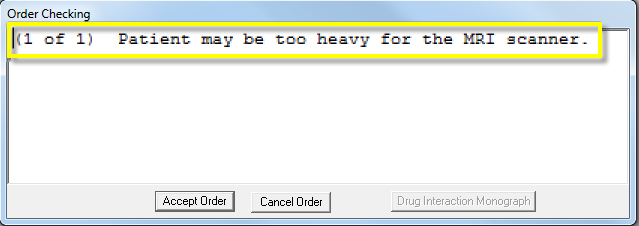 Order Checking
(1 of 1)  Patient may be too heavy for the MRI scanner.
Accept Order Cancel Order Drug Interaction Monograph